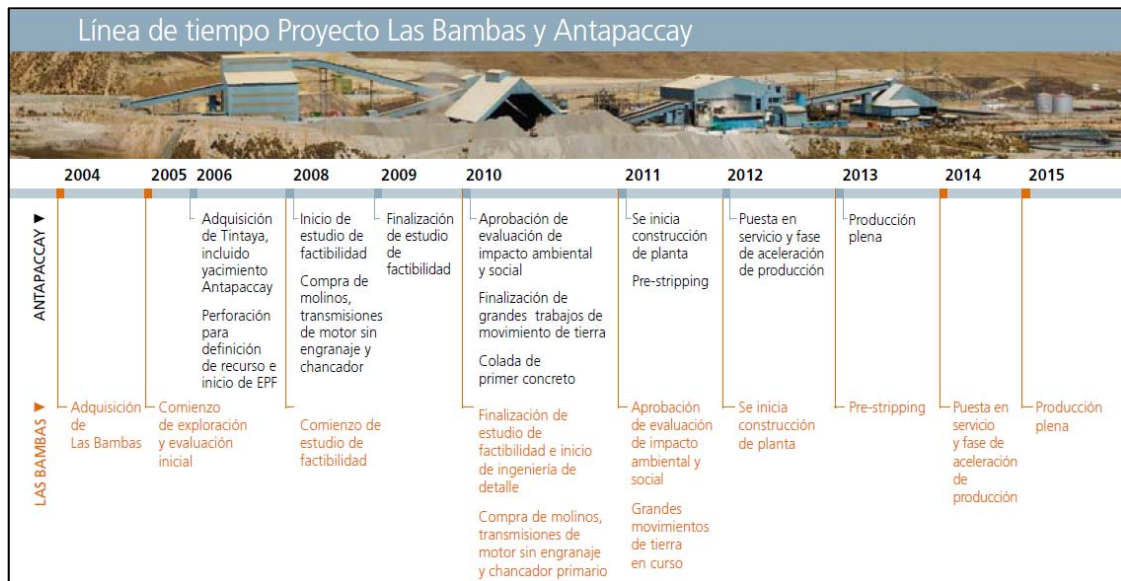 Línea de tiempo Proyecto Las Bambas y Antapaccay
2004 2005 2006 2008 2009 2010 2011 2012 2013 2014 2015
ANTAPACCAY ▼
Adquisición
de Tintaya,
incluido
yacimiento
Antapaccay
Perforación
para
definición
de recurso e
inicio de EPF
Inicio de
estudio de
factibilidad
Compra de
molinos,
transmisiones
de motor sin
engranaje y
chancador
Finalización
de estudio
de
factibilidad
Aprobación de
evaluación de
impacto ambiental
y social
Finalización de
grandes trabajos de
movimiento de tierra
Colada de
primer concreto
Se inicia
construcción
de planta
Pre-stripping
Puesta en
servicio y fase
de aceleración
de producción
Producción
plena
LAS BAMBAS ▼
Adquisición
de
Las Bambas
Comienzo
de exploración
y evaluación
inicial
Comienzo de
estudio de
factibilidad
Finalización de
estudio de
factibilidad e inicio
de ingeniería de
detalle
Compra de molinos,
transmisiones de
motor sin engranaje
y chancador primario
Aprobación
de evaluación
de impacto
ambiental y
social
Grandes
movimientos
de tierra
en curso
Se inicia
construcción
de planta
Pre-stripping
Puesta en
servicio
y fase de
aceleración
de
producción
Producción
plena